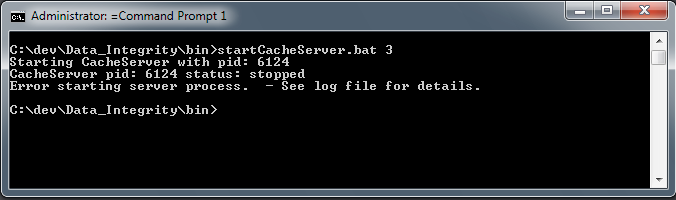 Administrator: =Command Prompt 1
C:\dev\Data_Integrity\bin>startCacheServer.bat 3
Starting CacheServer with pid: 6124
CacheServer pid: 6124 status: stopped
Error starting server process.  - See log file for details.
C:\dev\Data_Integrity\bin>